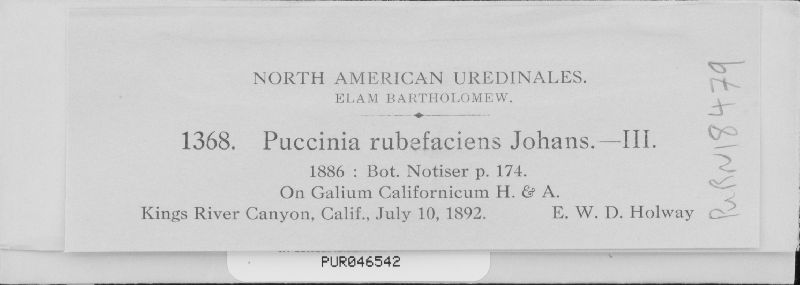 NORTH AMERICAN UREDINALES.
ELAM BARTHOLOMEW.
1368. Puccinia rubefaciens Johans.—III.
1886 : Bot. Notiser p. 174.
On Galium Californicum H. & A.
Kings River Canyon, Calif., July 10, 1892. E. W. D. Holway
PURN18479
PUR046542